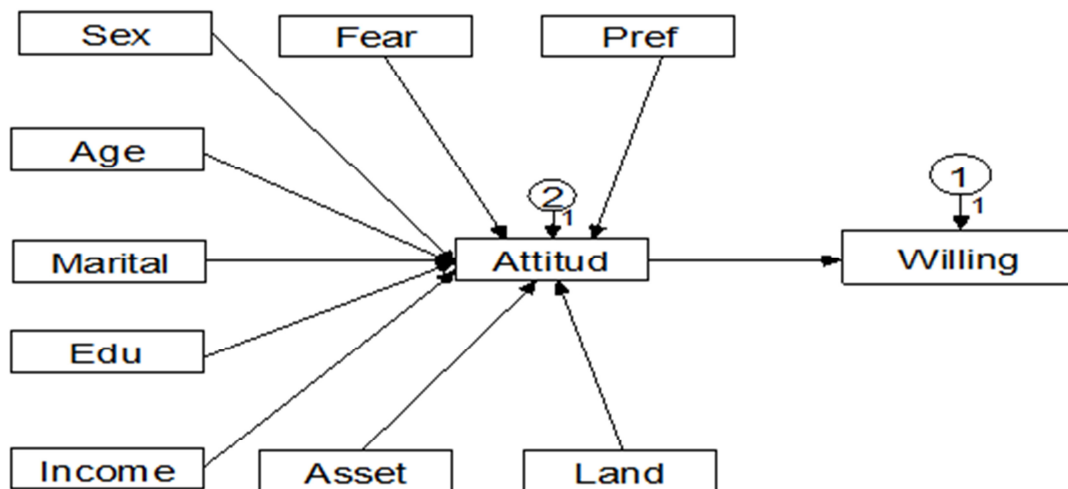 Sex
Fear
Pref
Age
2
1
1
1
Marital
Attitud
Willing
Edu
Income
Asset
Land